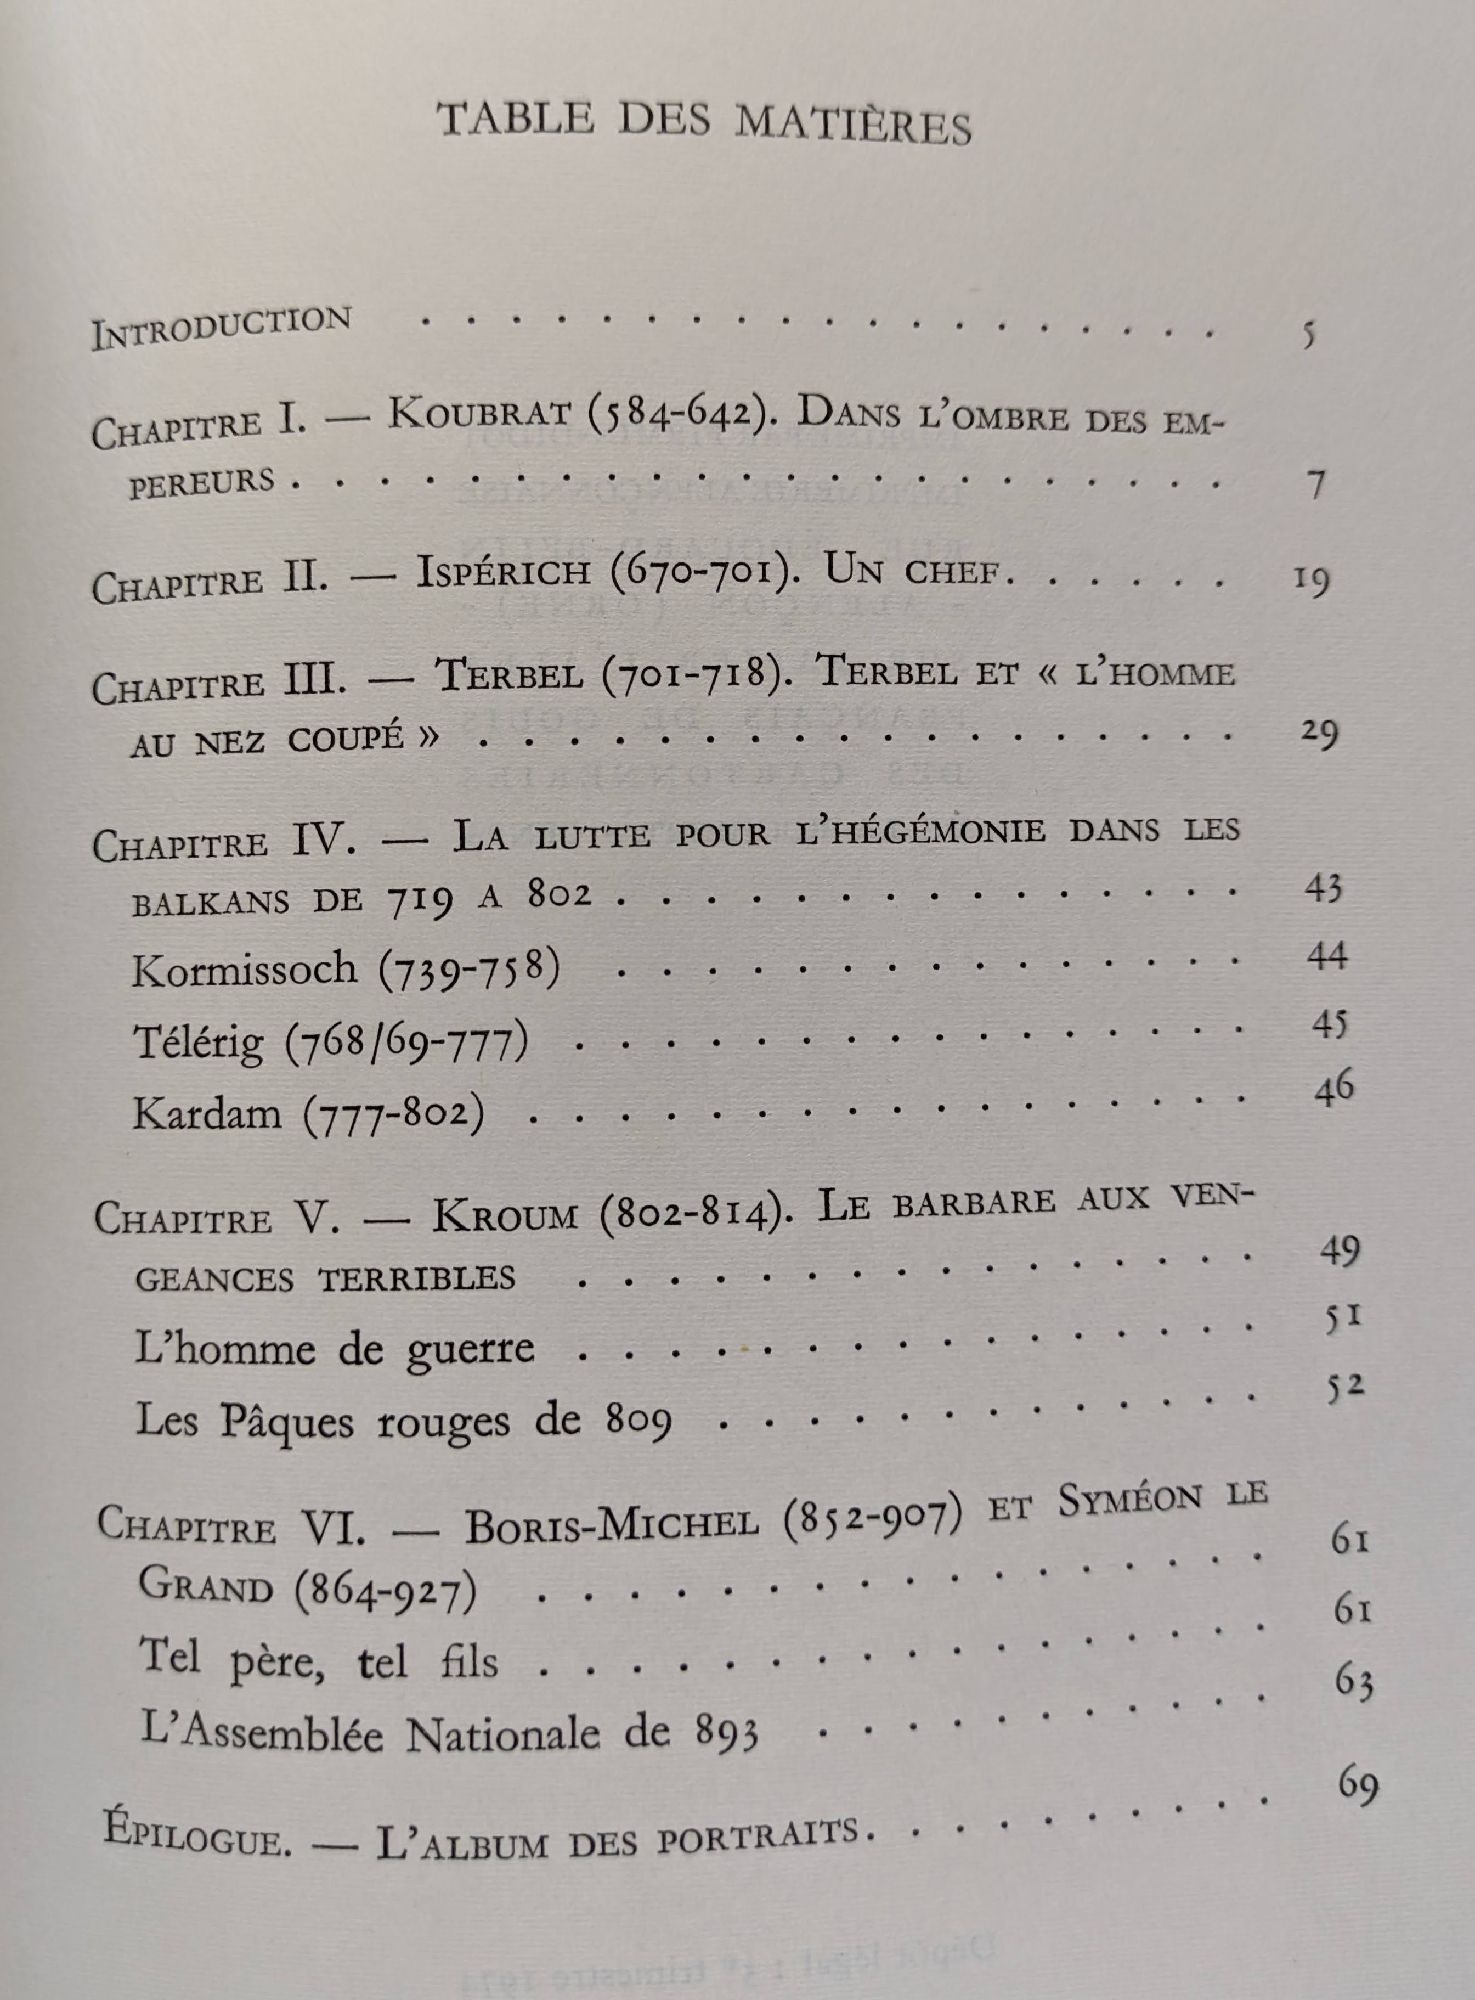 TABLE DES MATIÈRES
INTRODUCTION . . . . . . . . . . . . . . . . . . . 5
CHAPITRE I. — KOUBRAT (584-642). DANS L'OMBRE DES EM-
PEREURS . . . . . . . . . . . . . . . . . . . . . . 7
CHAPITRE II. — ISPÉRICH (670-701). UN CHEF. . . . . . 19
CHAPITRE III. — TERBEL (701-718). TERBEL ET « L'HOMME
AU NEZ COUPÉ » . . . . . . . . . . . . . . . . . . 29
CHAPITRE IV. — LA LUTTE POUR L'HÉGÉMONIE DANS LES
BALKANS DE 719 A 802 . . . . . . . . . . . . . . . 43
Kormissoch (739-758) . . . . . . . . . . . . . . . 44
Télérig (768/69-777) . . . . . . . . . . . . . . . . 45
Kardam (777-802) . . . . . . . . . . . . . . . . . 46
CHAPITRE V. — KROUM (802-814). LE BARBARE AUX VEN-
GEANCES TERRIBLES . . . . . . . . . . . . . . . . 49
L'homme de guerre . . . . . . . . . . . . . . . . 51
Les Pâques rouges de 809 . . . . . . . . . . . . . 52
CHAPITRE VI. — BORIS-MICHEL (852-907) ET SYMÉON LE
GRAND (864-927) . . . . . . . . . . . . . . . . . 61
Tel père, tel fils . . . . . . . . . . . . . . . . . 61
L'Assemblée Nationale de 893 . . . . . . . . . . . 63
ÉPILOGUE. — L'ALBUM DES PORTRAITS. . . . . . . . . . 69